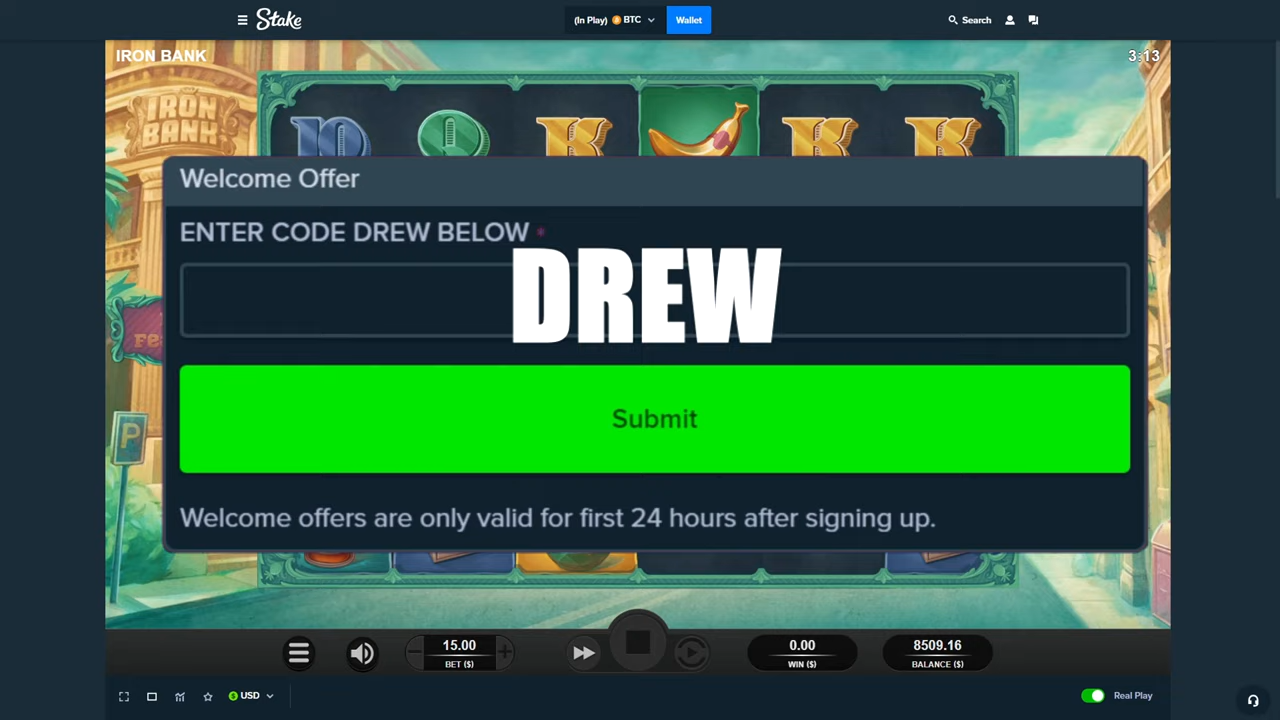 Stake
(In Play) BTC
Wallet
Search
IRON BANK
3:13
IRON
BANK
Welcome Offer
ENTER CODE DREW BELOW *
DREW
Submit
Welcome offers are only valid for first 24 hours after signing up.
P
15.00
BET ($)
0.00
WIN ($)
8509.16
BALANCE ($)
USD
Real Play